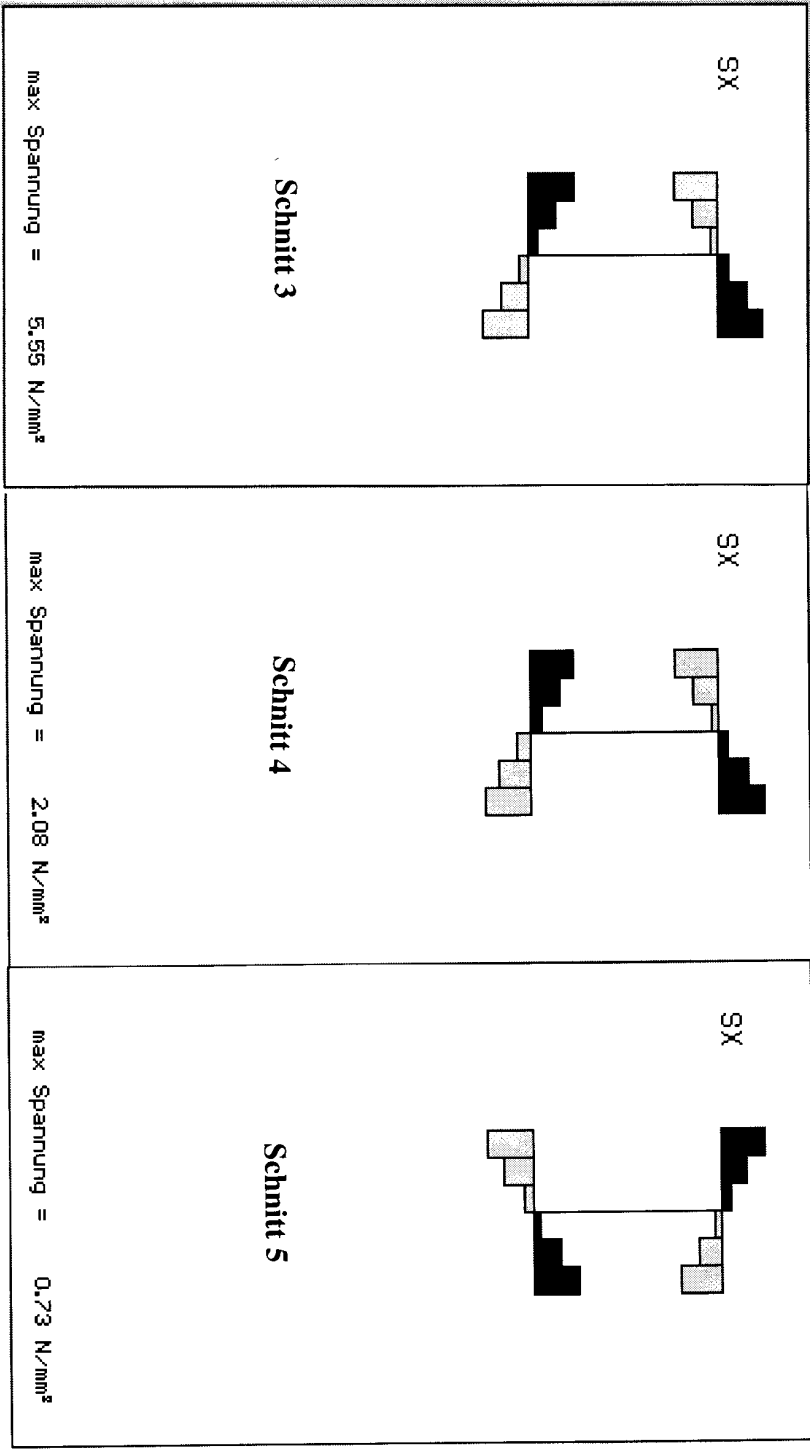 SX
Schnitt 3
max Spannung = 5.55 N/mm²
SX
Schnitt 4
max Spannung = 2.08 N/mm²
SX
Schnitt 5
max Spannung = 0.73 N/mm²